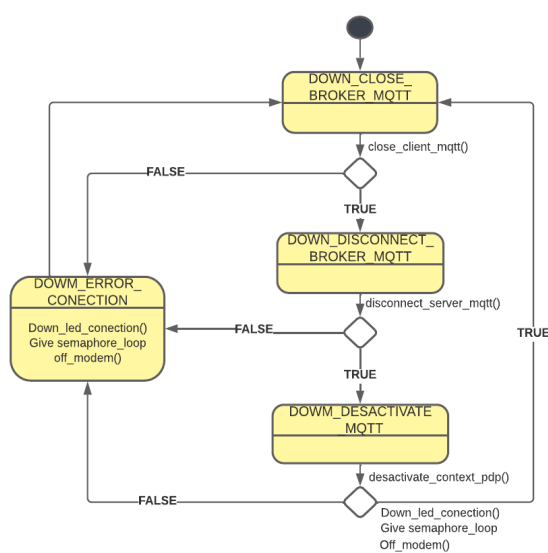 DOWN_CLOSE_
BROKER_MQTT
close_client_mqtt()
FALSE
TRUE
DOWN_DISCONNECT_
BROKER_MQTT
DOWM_ERROR_
CONECTION
Down_led_conection()
Give semaphore_loop
off_modem()
disconnect_server_mqtt()
FALSE
TRUE
TRUE
DOWM_DESACTIVATE
_MQTT
desactivate_context_pdp()
FALSE
Down_led_conection()
Give semaphore_loop
Off_modem()